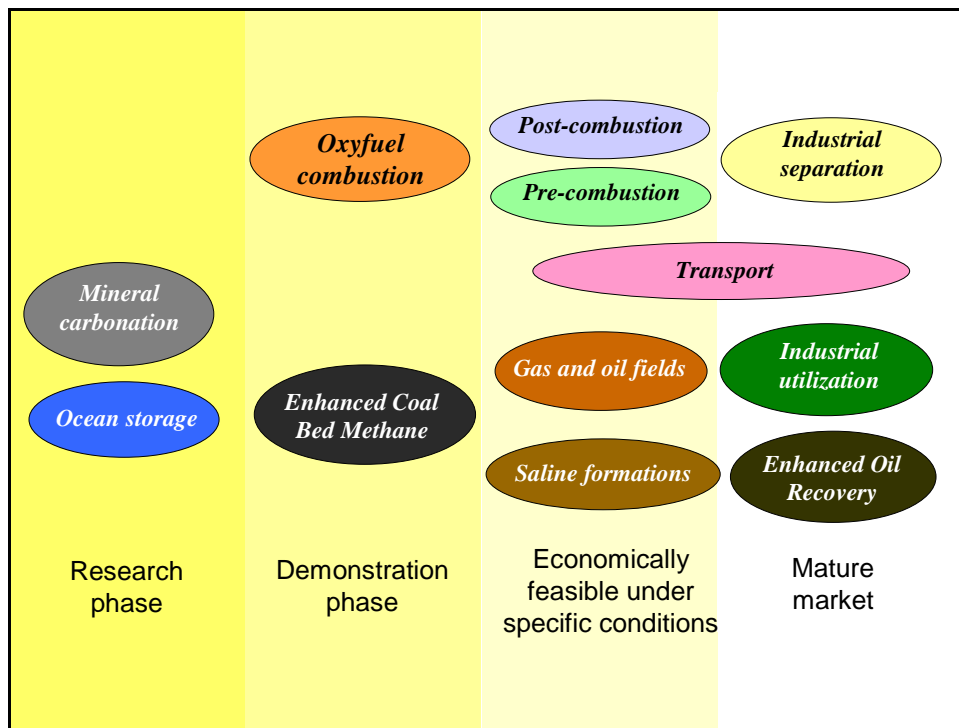 Oxyfuel
combustion
Post-combustion
Pre-combustion
Industrial
separation
Transport
Mineral
carbonation
Gas and oil fields
Industrial
utilization
Ocean storage
Enhanced Coal
Bed Methane
Saline formations
Enhanced Oil
Recovery
Research
phase
Demonstration
phase
Economically
feasible under
specific conditions
Mature
market